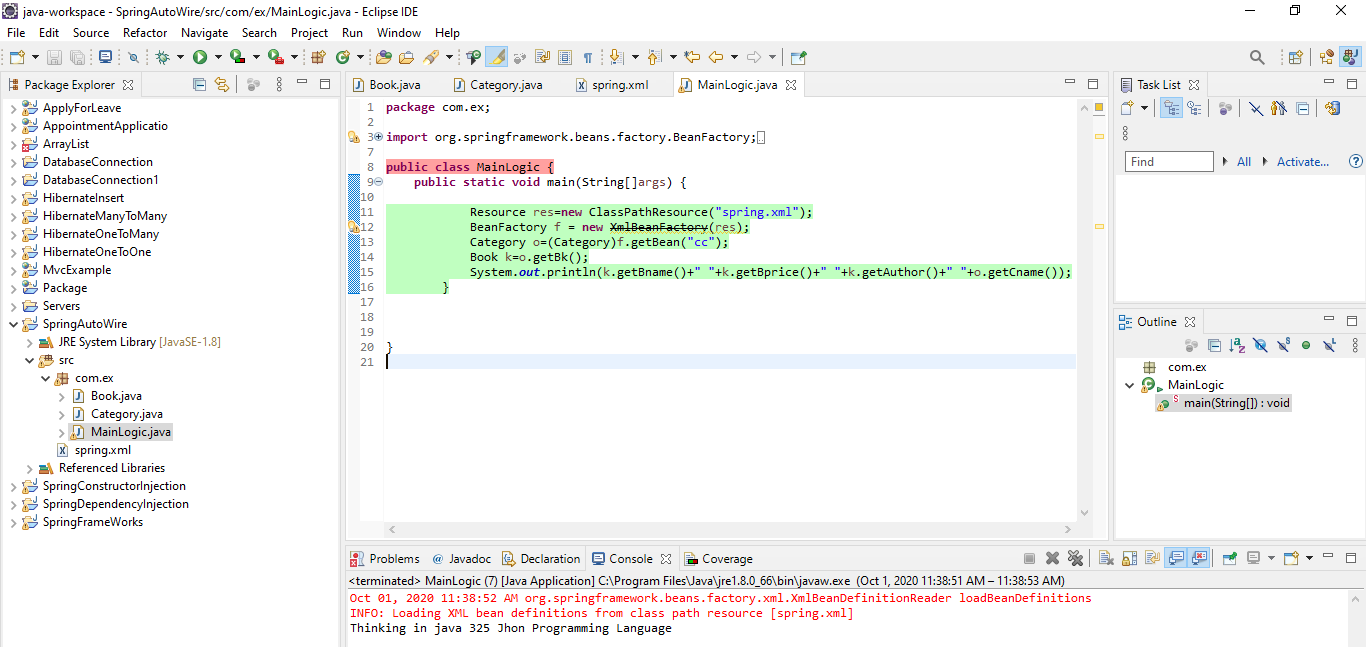 java-workspace - SpringAutoWire/src/com/ex/MainLogic.java - Eclipse IDE
File Edit Source Refactor Navigate Search Project Run Window Help
Package Explorer
ApplyForLeave
AppointmentApplicatio
ArrayList
DatabaseConnection
DatabaseConnection1
HibernateInsert
HibernateManyToMany
HibernateOneToMany
HibernateOneToOne
MvcExample
Package
Servers
SpringAutoWire
JRE System Library [JavaSE-1.8]
src
com.ex
Book.java
Category.java
MainLogic.java
spring.xml
Referenced Libraries
SpringConstructorInjection
SpringDependencyInjection
SpringFrameWorks
Book.java Category.java spring.xml MainLogic.java
1 package com.ex;
2
3 import org.springframework.beans.factory.BeanFactory;
7
8 public class MainLogic {
9 public static void main(String[]args) {
10
11 Resource res=new ClassPathResource("spring.xml");
12 BeanFactory f = new XmlBeanFactory(res);
13 Category o=(Category)f.getBean("cc");
14 Book k=o.getBk();
15 System.out.println(k.getBname()+" "+k.getBprice()+" "+k.getAuthor()+" "+o.getCname());
16 }
17
18
19
20 }
21
Task List
Find All Activate...
Outline
com.ex
MainLogic
main(String[]) : void
Problems @ Javadoc Declaration Console Coverage
<terminated> MainLogic (7) [Java Application] C:\Program Files\Java\jre1.8.0_66\bin\javaw.exe (Oct 1, 2020 11:38:51 AM – 11:38:53 AM)
Oct 01, 2020 11:38:52 AM org.springframework.beans.factory.xml.XmlBeanDefinitionReader loadBeanDefinitions
INFO: Loading XML bean definitions from class path resource [spring.xml]
Thinking in java 325 Jhon Programming Language